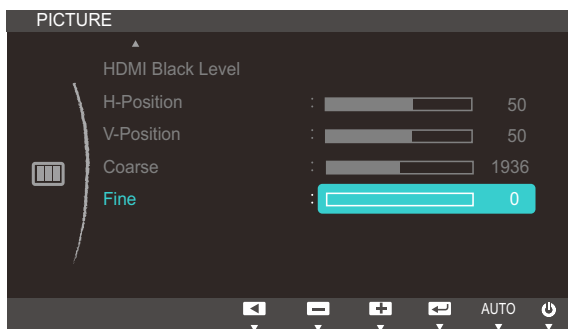 PICTURE
HDMI Black Level
H-Position : 50
V-Position : 50
Coarse : 1936
Fine : 0
AUTO